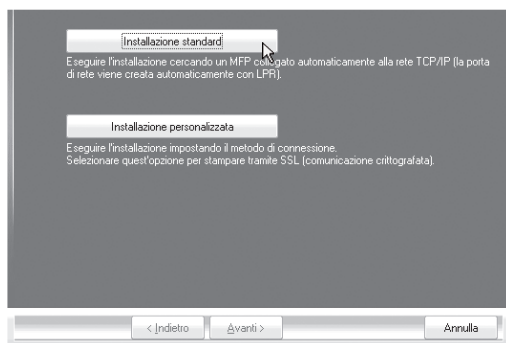 Installazione standard
Eseguire l'installazione cercando un MFP collegato automaticamente alla rete TCP/IP (la porta
di rete viene creata automaticamente con LPR).
Installazione personalizzata
Eseguire l'installazione impostando il metodo di connessione.
Selezionare quest'opzione per stampare tramite SSL (comunicazione crittografata).
< Indietro
Avanti >
Annulla